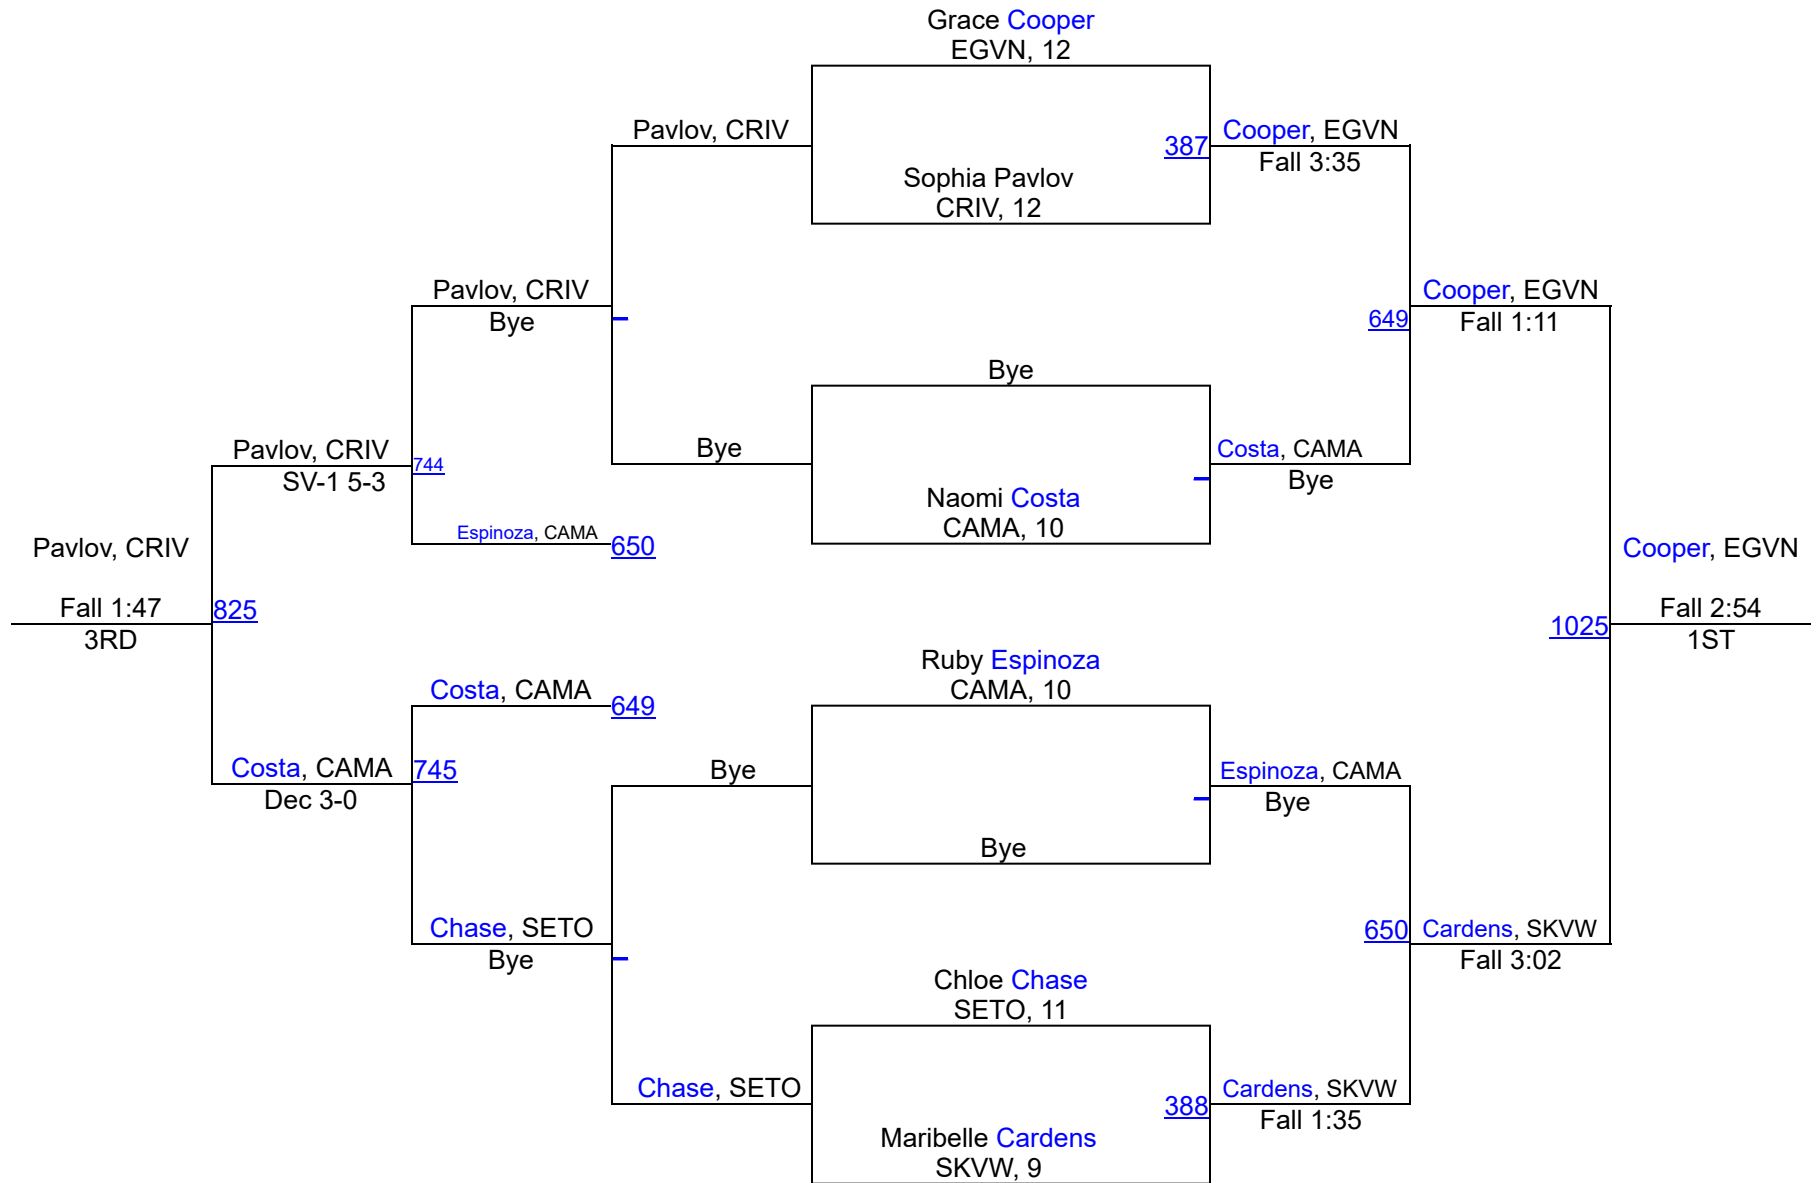 Grace Cooper
EGVN, 12
Pavlov, CRIV
387
Cooper, EGVN
Fall 3:35
Sophia Pavlov
CRIV, 12
Pavlov, CRIV
Bye
649
Cooper, EGVN
Fall 1:11
Bye
Pavlov, CRIV
SV-1 5-3
744
Bye
Costa, CAMA
Bye
Naomi Costa
CAMA, 10
Espinoza, CAMA
650
Pavlov, CRIV
Fall 1:47
3RD
825
Cooper, EGVN
Fall 2:54
1ST
1025
Ruby Espinoza
CAMA, 10
Costa, CAMA
649
Costa, CAMA
Dec 3-0
745
Bye
Espinoza, CAMA
Bye
Bye
Chase, SETO
Bye
650
Cardens, SKVW
Fall 3:02
Chloe Chase
SETO, 11
Chase, SETO
388
Cardens, SKVW
Fall 1:35
Maribelle Cardens
SKVW, 9